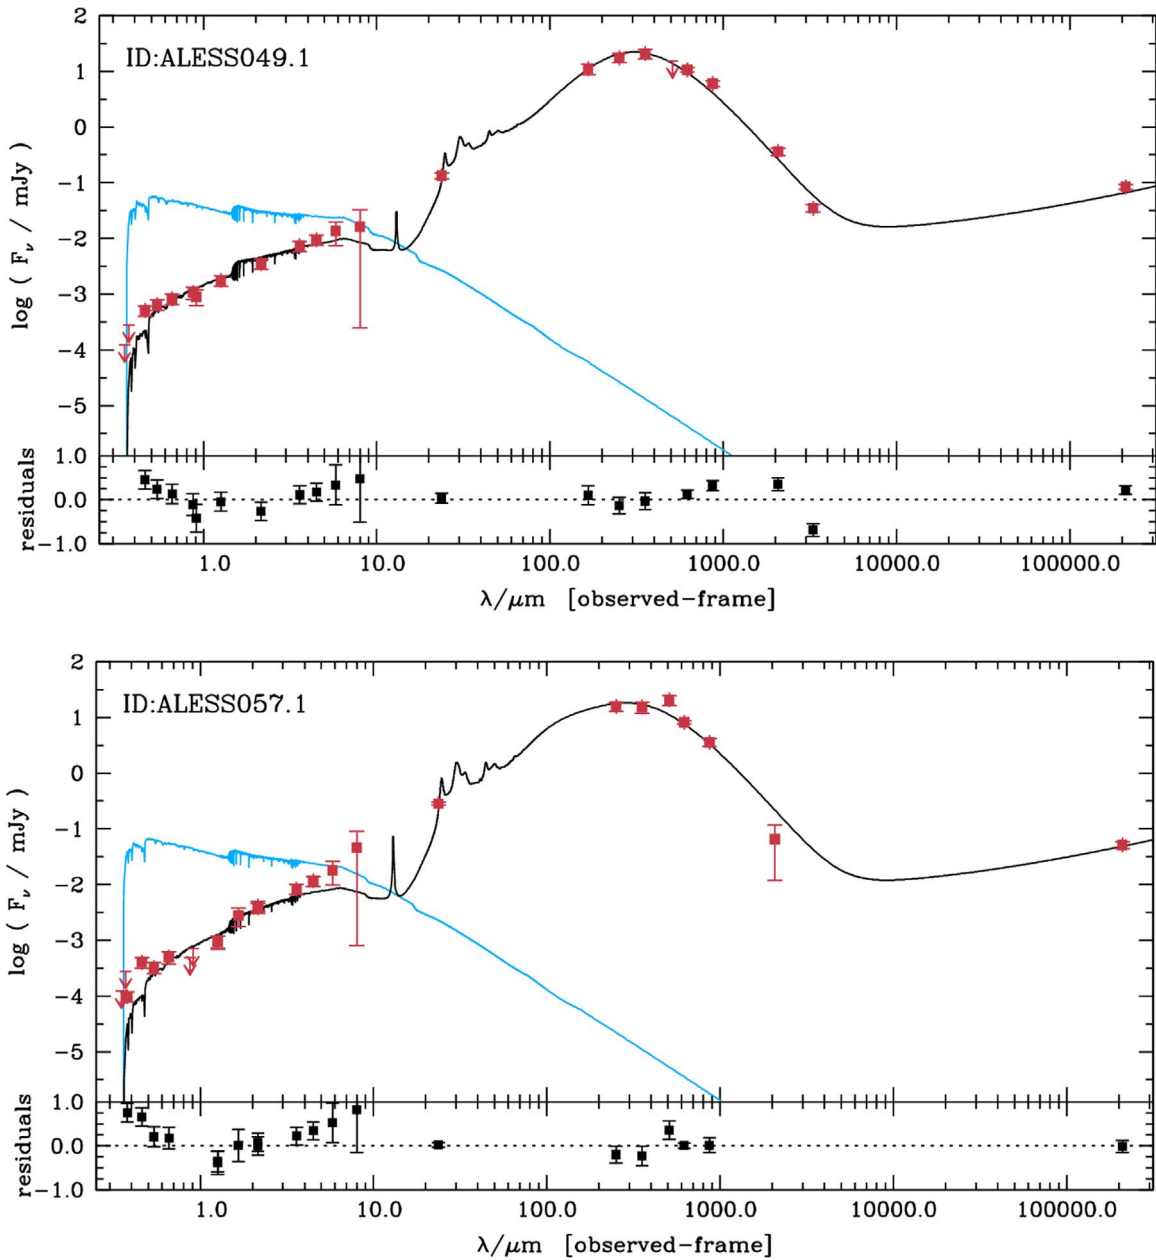 2
ID:ALESS049.1
1
0
−1
−2
−3
−4
−5
log ( Fν / mJy )
1.0
0.0
−1.0
residuals
1.0 10.0 100.0 1000.0 10000.0 100000.0
λ/μm [observed−frame]
2
ID:ALESS057.1
1
0
−1
−2
−3
−4
−5
log ( Fν / mJy )
1.0
0.0
−1.0
residuals
1.0 10.0 100.0 1000.0 10000.0 100000.0
λ/μm [observed−frame]